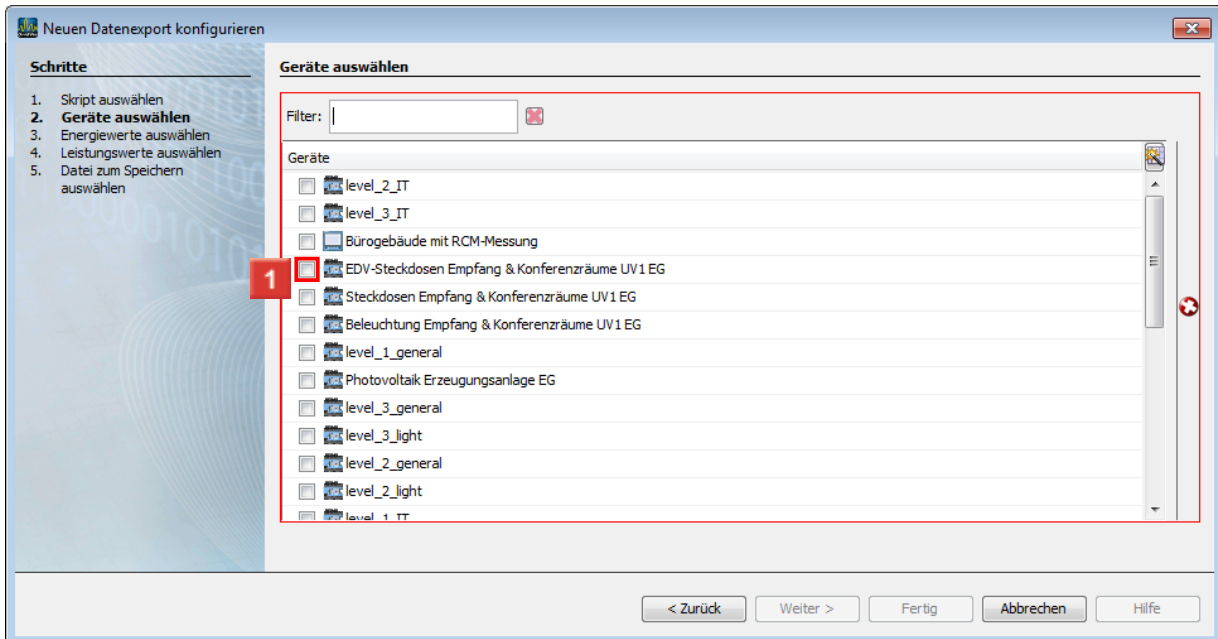 Neuen Datenexport konfigurieren
Schritte
1. Skript auswählen
2. Geräte auswählen
3. Energiewerte auswählen
4. Leistungswerte auswählen
5. Datei zum Speichern
auswählen
Geräte auswählen
Filter:
Geräte
level_2_IT
level_3_IT
Bürogebäude mit RCM-Messung
1
EDV-Steckdosen Empfang & Konferenzräume UV1 EG
Steckdosen Empfang & Konferenzräume UV1 EG
Beleuchtung Empfang & Konferenzräume UV1 EG
level_1_general
Photovoltaik Erzeugungsanlage EG
level_3_general
level_3_light
level_2_general
level_2_light
level_1_IT
< Zurück
Weiter >
Fertig
Abbrechen
Hilfe